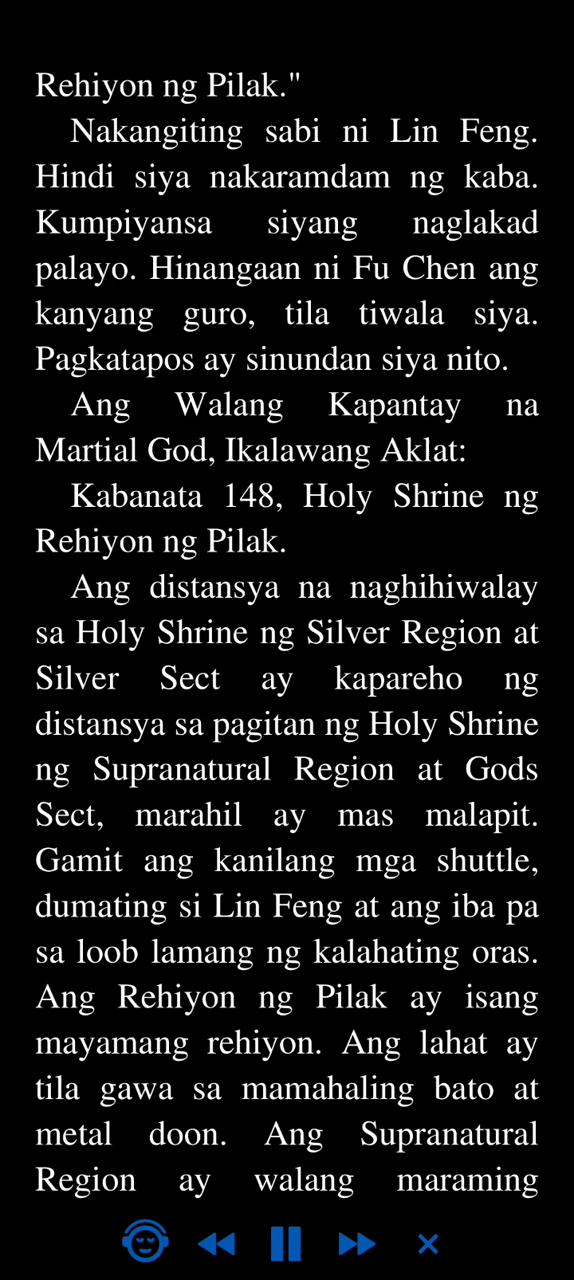 Rehiyon ng Pilak."
Nakangiting sabi ni Lin Feng.
Hindi siya nakaramdam ng kaba.
Kumpiyansa siyang naglakad
palayo. Hinangaan ni Fu Chen ang
kanyang guro, tila tiwala siya.
Pagkatapos ay sinundan siya nito.
Ang Walang Kapantay na
Martial God, Ikalawang Aklat:
Kabanata 148, Holy Shrine ng
Rehiyon ng Pilak.
Ang distansya na naghihiwalay
sa Holy Shrine ng Silver Region at
Silver Sect ay kapareho ng
distansya sa pagitan ng Holy Shrine
ng Supranatural Region at Gods
Sect, marahil ay mas malapit.
Gamit ang kanilang mga shuttle,
dumating si Lin Feng at ang iba pa
sa loob lamang ng kalahating oras.
Ang Rehiyon ng Pilak ay isang
mayamang rehiyon. Ang lahat ay
tila gawa sa mamahaling bato at
metal doon. Ang Supranatural
Region ay walang maraming